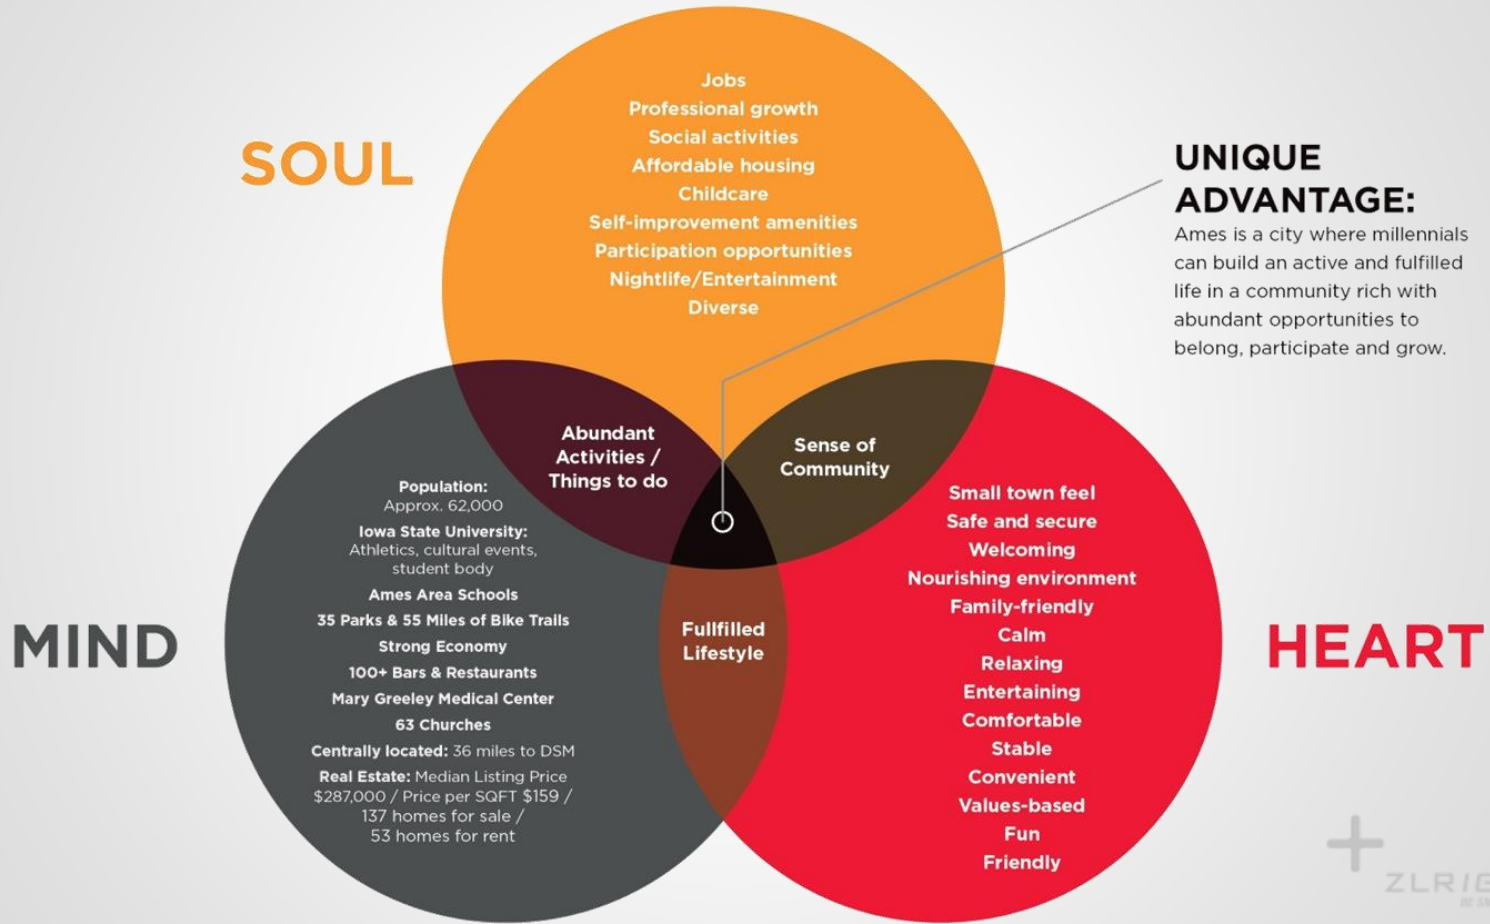 SOUL
Jobs
Professional growth
Social activities
Affordable housing
Childcare
Self-improvement amenities
Participation opportunities
Nightlife/Entertainment
Diverse
UNIQUE
ADVANTAGE:
Ames is a city where millennials
can build an active and fulfilled
life in a community rich with
abundant opportunities to
belong, participate and grow.
Abundant
Activities /
Things to do
Sense of
Community
Fullfilled
Lifestyle
MIND
Population:
Approx. 62,000
Iowa State University:
Athletics, cultural events,
student body
Ames Area Schools
35 Parks & 55 Miles of Bike Trails
Strong Economy
100+ Bars & Restaurants
Mary Greeley Medical Center
63 Churches
Centrally located: 36 miles to DSM
Real Estate: Median Listing Price
$287,000 / Price per SQFT $159 /
137 homes for sale /
53 homes for rent
HEART
Small town feel
Safe and secure
Welcoming
Nourishing environment
Family-friendly
Calm
Relaxing
Entertaining
Comfortable
Stable
Convenient
Values-based
Fun
Friendly